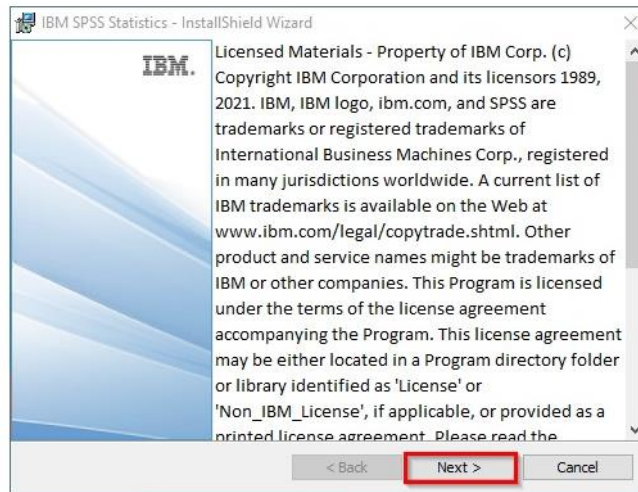 IBM SPSS Statistics - InstallShield Wizard
IBM.
Licensed Materials - Property of IBM Corp. (c)
Copyright IBM Corporation and its licensors 1989,
2021. IBM, IBM logo, ibm.com, and SPSS are
trademarks or registered trademarks of
International Business Machines Corp., registered
in many jurisdictions worldwide. A current list of
IBM trademarks is available on the Web at
www.ibm.com/legal/copytrade.shtml. Other
product and service names might be trademarks of
IBM or other companies. This Program is licensed
under the terms of the license agreement
accompanying the Program. This license agreement
may be either located in a Program directory folder
or library identified as 'License' or
'Non_IBM_License', if applicable, or provided as a
printed license agreement. Please read the
< Back
Next >
Cancel